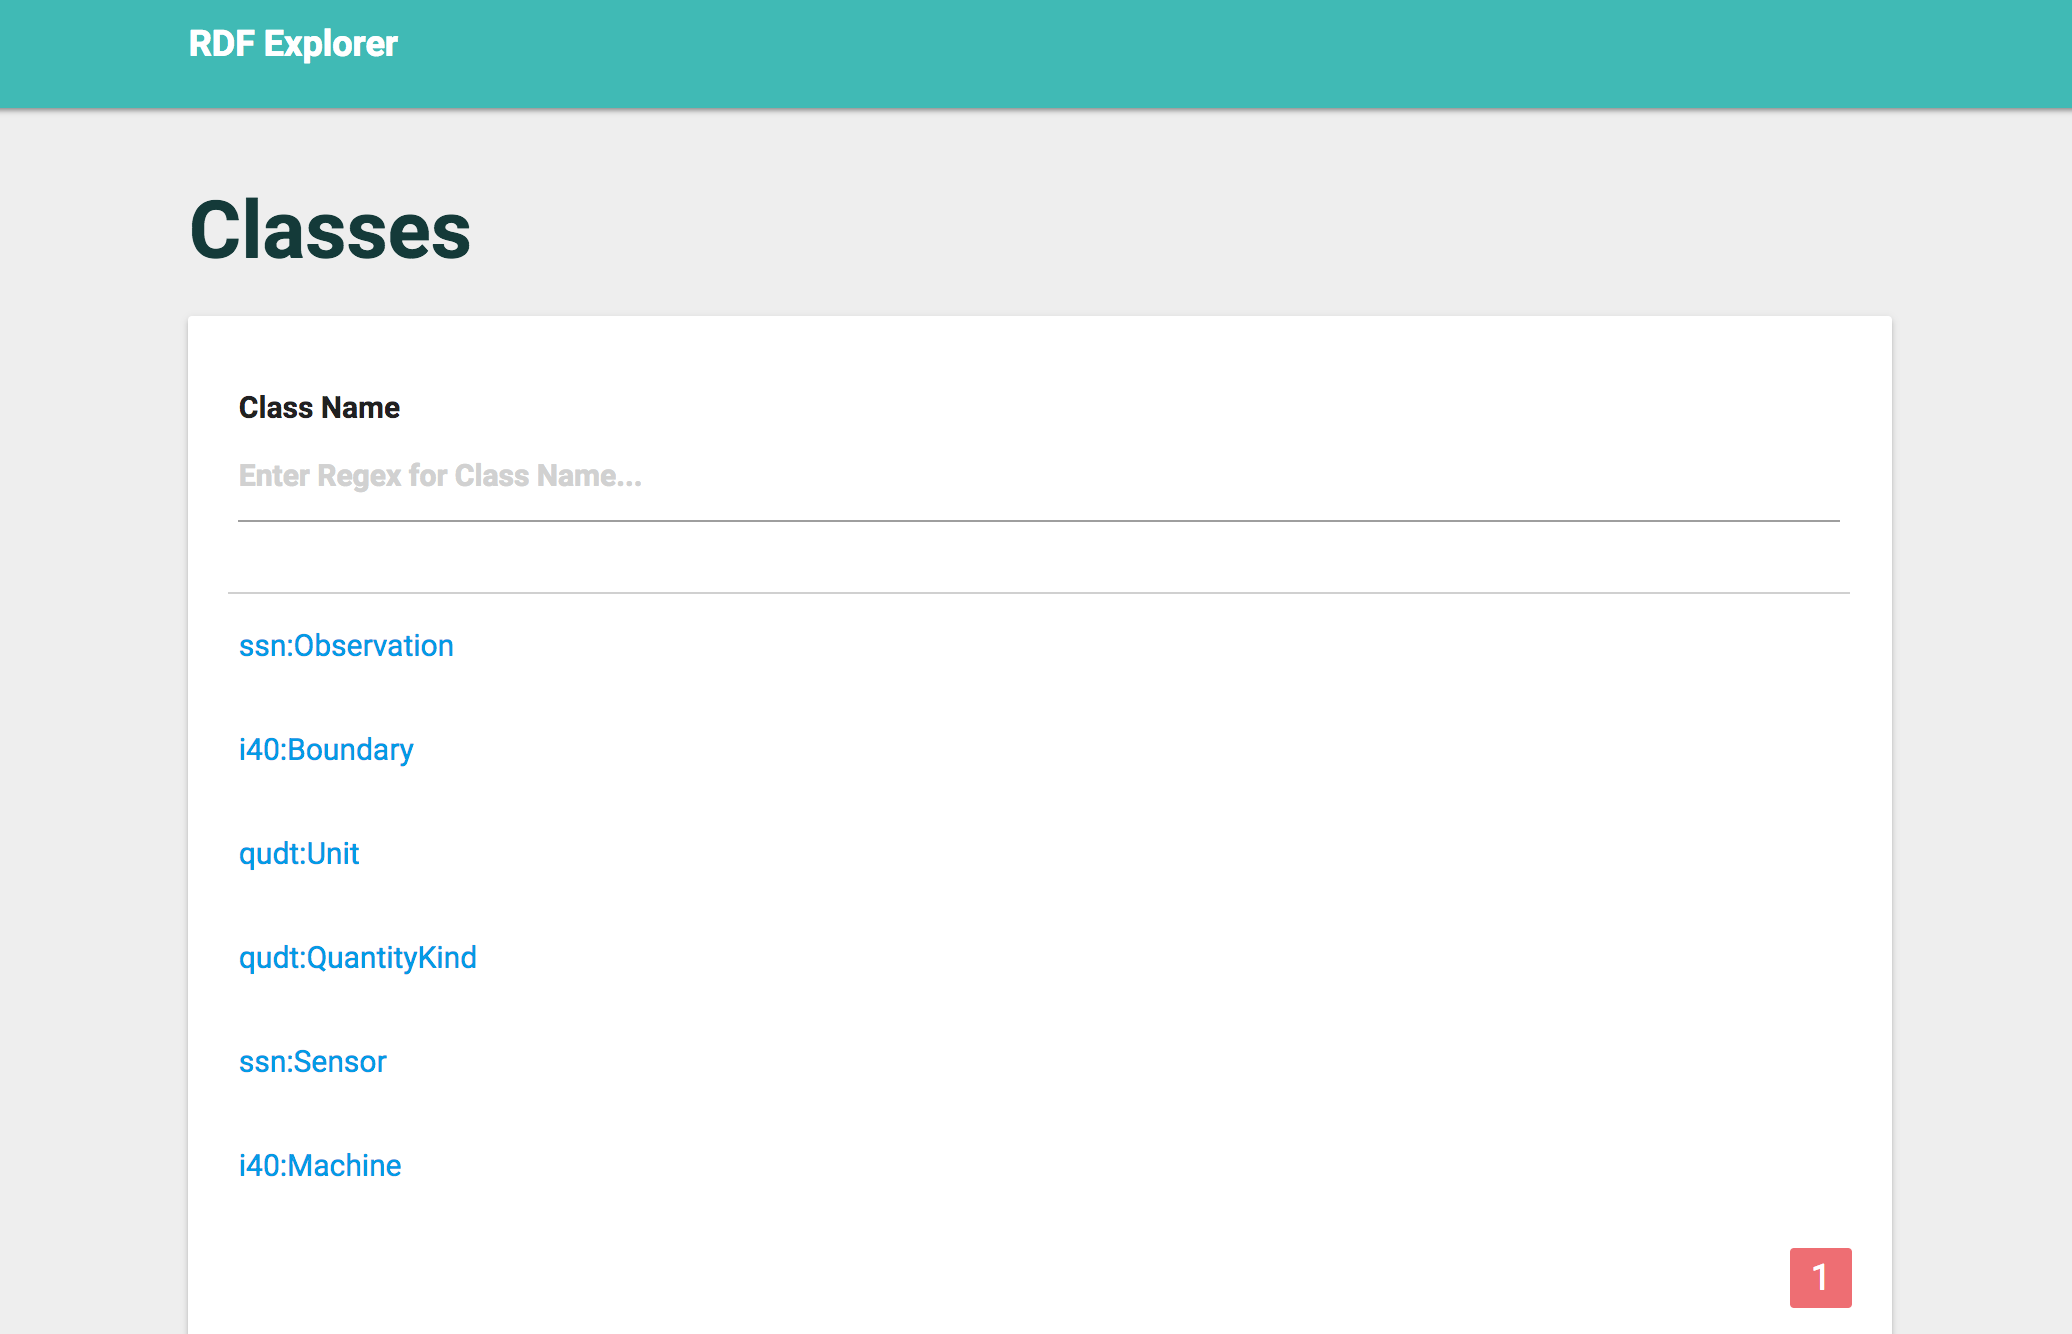 RDF Explorer
Classes
Class Name
Enter Regex for Class Name...
ssn:Observation
i40:Boundary
qudt:Unit
qudt:QuantityKind
ssn:Sensor
i40:Machine
1